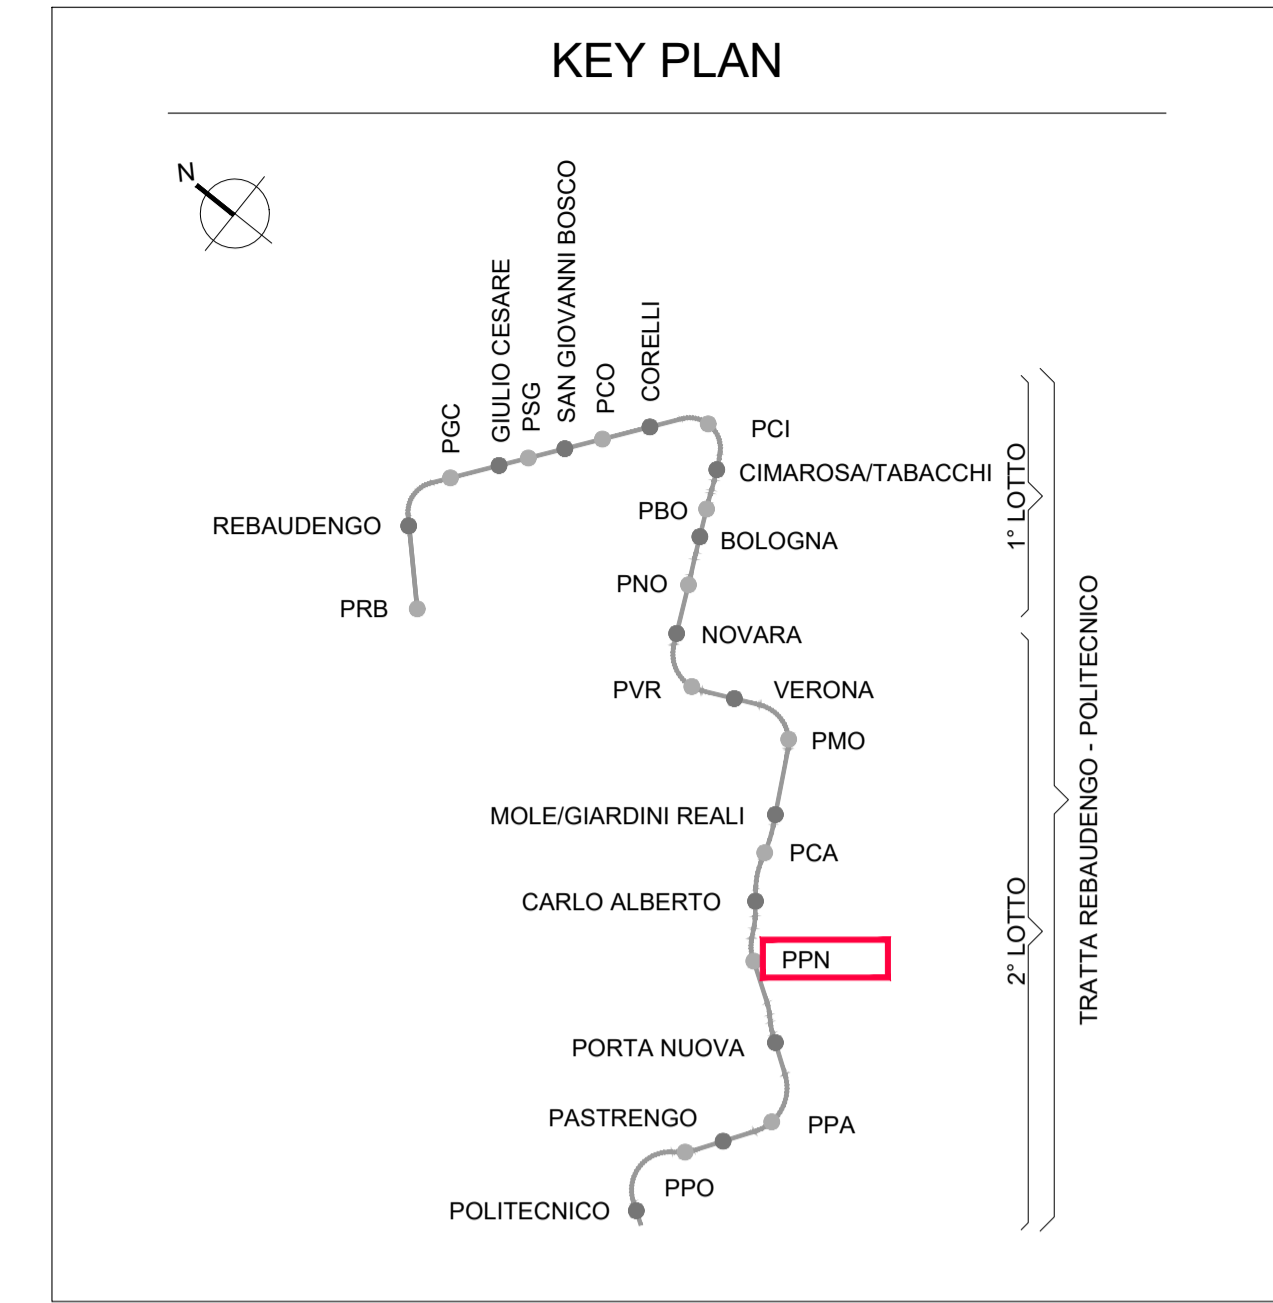 KEY PLAN
N
PGC
GIULIO CESARE
PSG
SAN GIOVANNI BOSCO
PCO
CORELLI
PCI
CIMAROSA/TABACCHI
REBAUDENGO
PBO
BOLOGNA
PRB
PNO
NOVARA
PVR
VERONA
PMO
MOLE/GIARDINI REALI
PCA
CARLO ALBERTO
PPN
PORTA NUOVA
PASTRENGO
PPA
PPO
POLITECNICO
1° LOTTO
2° LOTTO
TRATTA REBAUDENGO - POLITECNICO